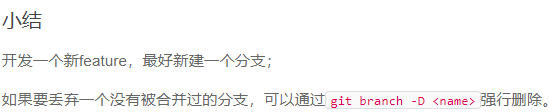 小结
开发一个新feature，最好新建一个分支；
如果要丢弃一个没有被合并过的分支，可以通过git branch -D <name>强行删除。